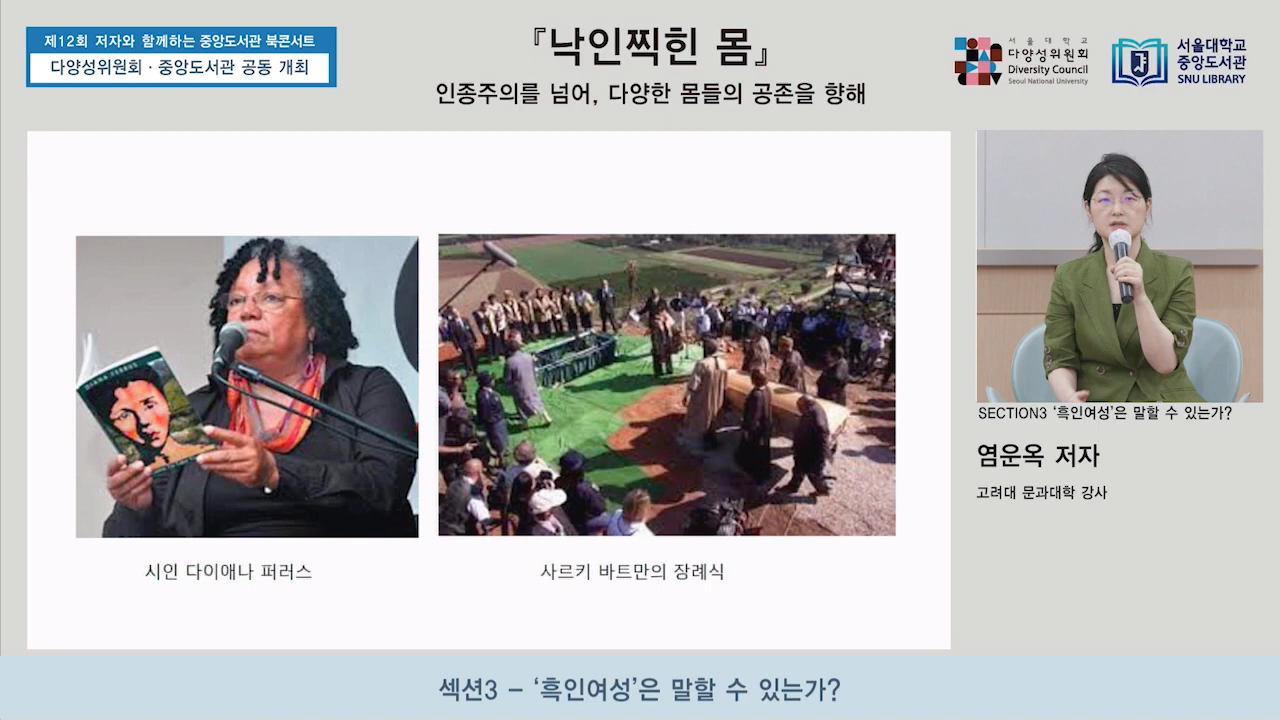 제12회 저자와 함께하는 중앙도서관 북콘서트
다양성위원회 · 중앙도서관 공동 개최
『낙인찍힌 몸』
인종주의를 넘어, 다양한 몸들의 공존을 향해
서울대학교
다양성위원회
Diversity Council
Seoul National University
서울대학교
중앙도서관
SNU LIBRARY
DIANA FERRUS
시인 다이애나 퍼러스
사르키 바트만의 장례식
SECTION3 ‘흑인여성’은 말할 수 있는가?
염운옥 저자
고려대 문과대학 강사
섹션3 – ‘흑인여성’은 말할 수 있는가?